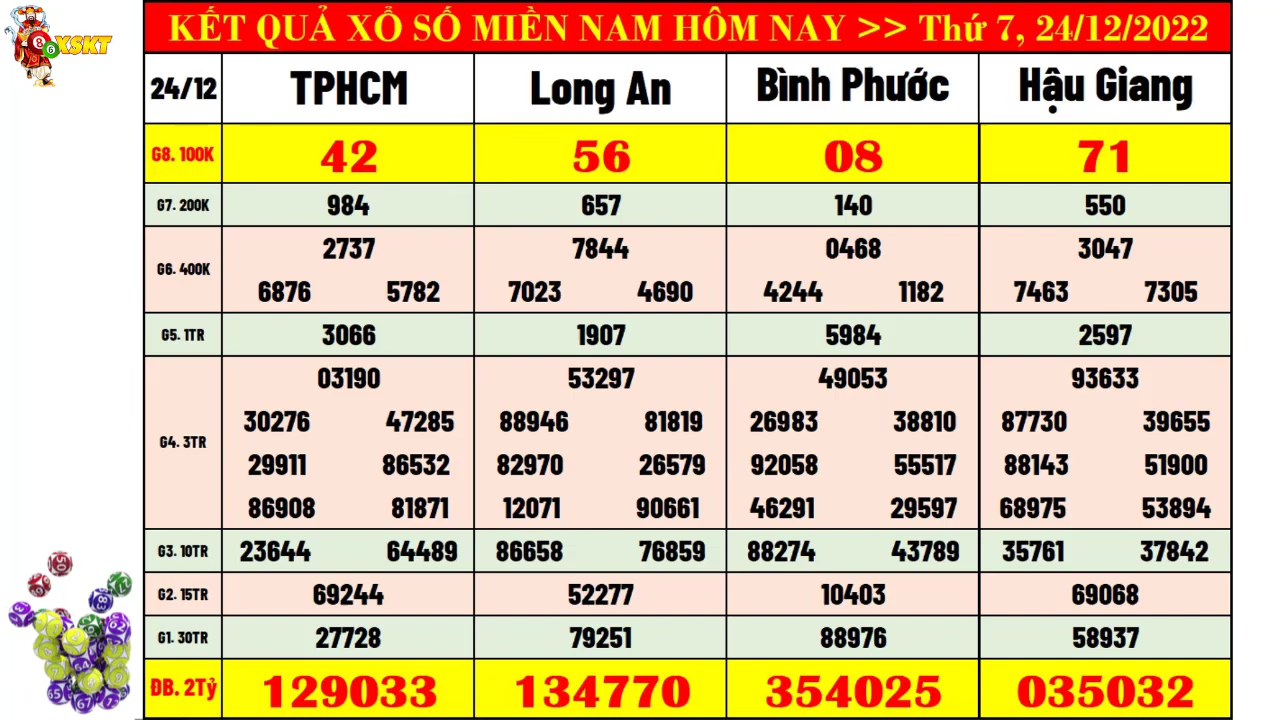 XSKT
KẾT QUẢ XỔ SỐ MIỀN NAM HÔM NAY >> Thứ 7, 24/12/2022
24/12 TPHCM Long An Bình Phước Hậu Giang
G8. 100K 42 56 08 71
G7. 200K 984 657 140 550
2737 7844 0468 3047
G6. 400K
6876 5782 7023 4690 4244 1182 7463 7305
G5. 1TR 3066 1907 5984 2597
03190 53297 49053 93633
30276 47285 88946 81819 26983 38810 87730 39655
G4. 3TR
29911 86532 82970 26579 92058 55517 88143 51900
86908 81871 12071 90661 46291 29597 68975 53894
G3. 10TR 23644 64489 86658 76859 88274 43789 35761 37842
G2. 15TR 69244 52277 10403 69068
G1. 30TR 27728 79251 88976 58937
ĐB. 2Tỷ 129033 134770 354025 035032